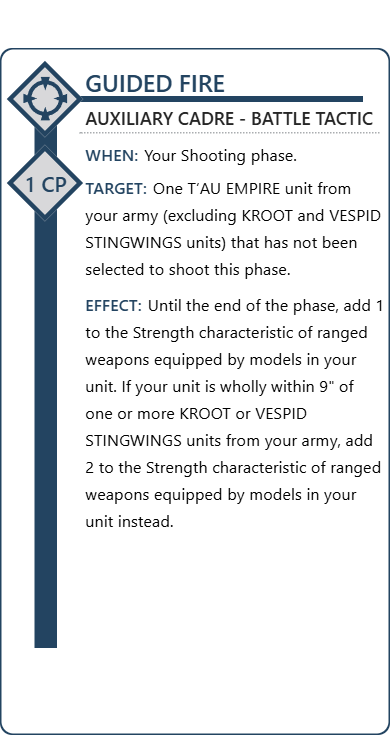 GUIDED FIRE
AUXILIARY CADRE - BATTLE TACTIC
WHEN: Your Shooting phase.
1 CP
TARGET: One T'AU EMPIRE unit from
your army (excluding KROOT and VESPID
STINGWINGS units) that has not been
selected to shoot this phase.
EFFECT: Until the end of the phase, add 1
to the Strength characteristic of ranged
weapons equipped by models in your
unit. If your unit is wholly within 9" of
one or more KROOT or VESPID
STINGWINGS units from your army, add
2 to the Strength characteristic of ranged
weapons equipped by models in your
unit instead.